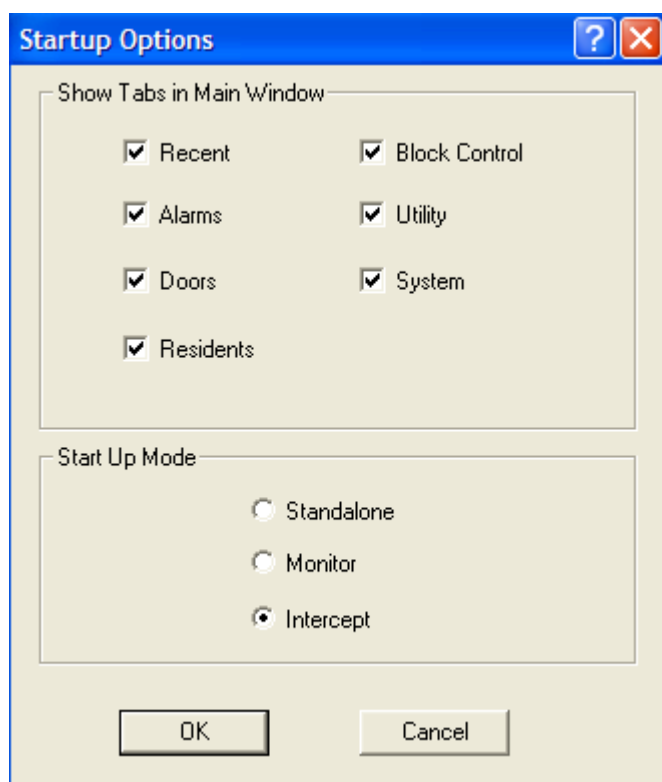 Startup Options
?
Show Tabs in Main Window
Recent
Block Control
Alarms
Utility
Doors
System
Residents
Start Up Mode
Standalone
Monitor
Intercept
OK
Cancel